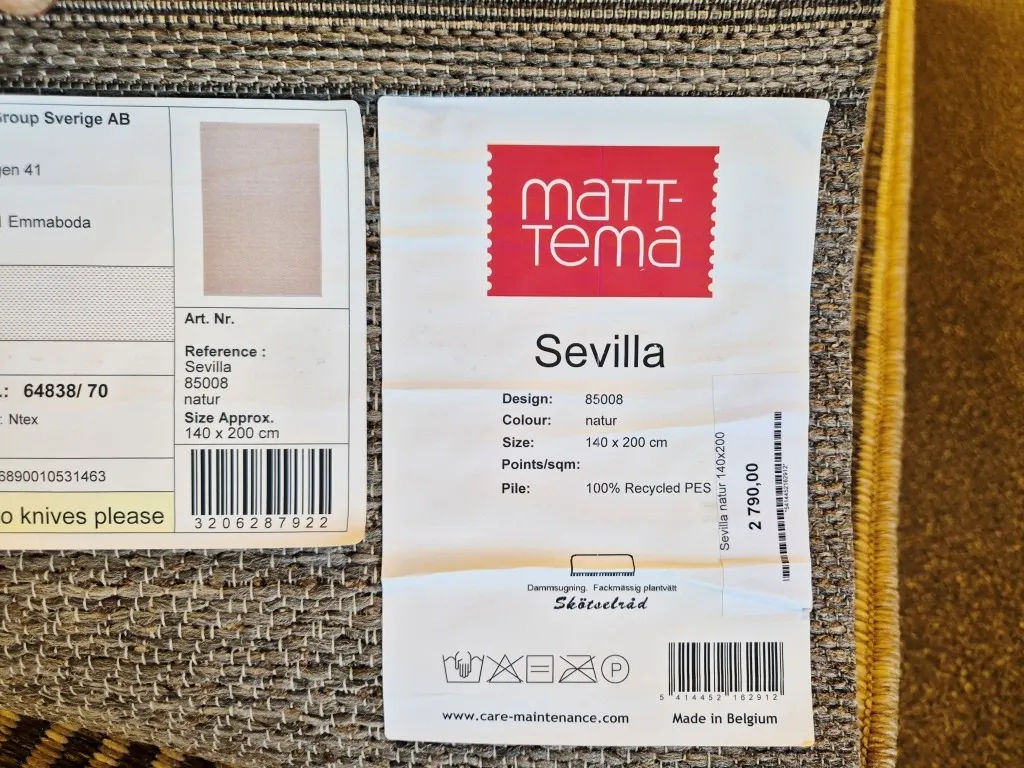 Group Sverige AB
gen 41
Emmaboda
.: 64838/ 70
: Ntex
6890010531463
o knives please
Art. Nr.
Reference :
Sevilla
85008
natur
Size Approx.
140 x 200 cm
3206287922
maTT-
Tema
Sevilla
Design: 85008
Colour: natur
Size: 140 x 200 cm
Points/sqm:
Pile: 100% Recycled PES
Sevilla natur 140x200
2 790,00
Dammsugning. Fackmässig plantvätt
Skötselråd
P
www.care-maintenance.com
5 414452 162912
Made in Belgium